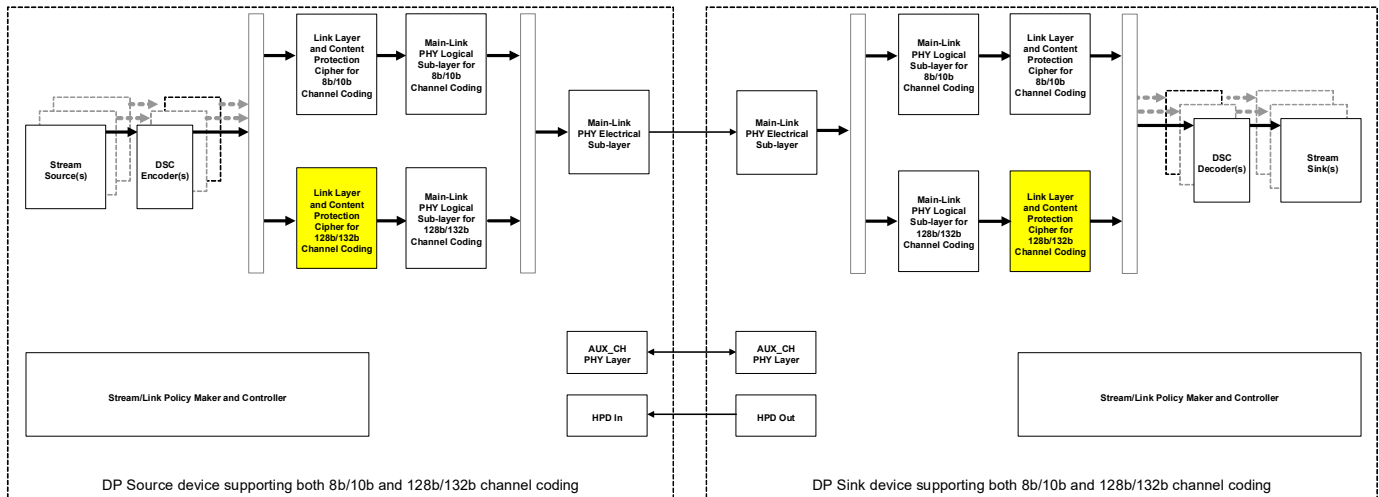 Link Layer
and Content
Protection
Cipher for
8b/10b
Channel Coding
Main-Link
PHY Logical
Sub-layer for
8b/10b
Channel Coding
Stream
Source(s)
DSC
Encoder(s)
Main-Link
PHY Electrical
Sub-layer
Link Layer
and Content
Protection
Cipher for
128b/132b
Channel Coding
Main-Link
PHY Logical
Sub-layer for
128b/132b
Channel Coding
AUX_CH
PHY Layer
Stream/Link Policy Maker and Controller
HPD In
DP Source device supporting both 8b/10b and 128b/132b channel coding
Main-Link
PHY Logical
Sub-layer for
8b/10b
Channel Coding
Link Layer
and Content
Protection
Cipher for
8b/10b
Channel Coding
Main-Link
PHY Electrical
Sub-layer
DSC
Decoder(s)
Stream
Sink(s)
Main-Link
PHY Logical
Sub-layer for
128b/132b
Channel Coding
Link Layer
and Content
Protection
Cipher for
128b/132b
Channel Coding
AUX_CH
PHY Layer
Stream/Link Policy Maker and Controller
HPD Out
DP Sink device supporting both 8b/10b and 128b/132b channel coding